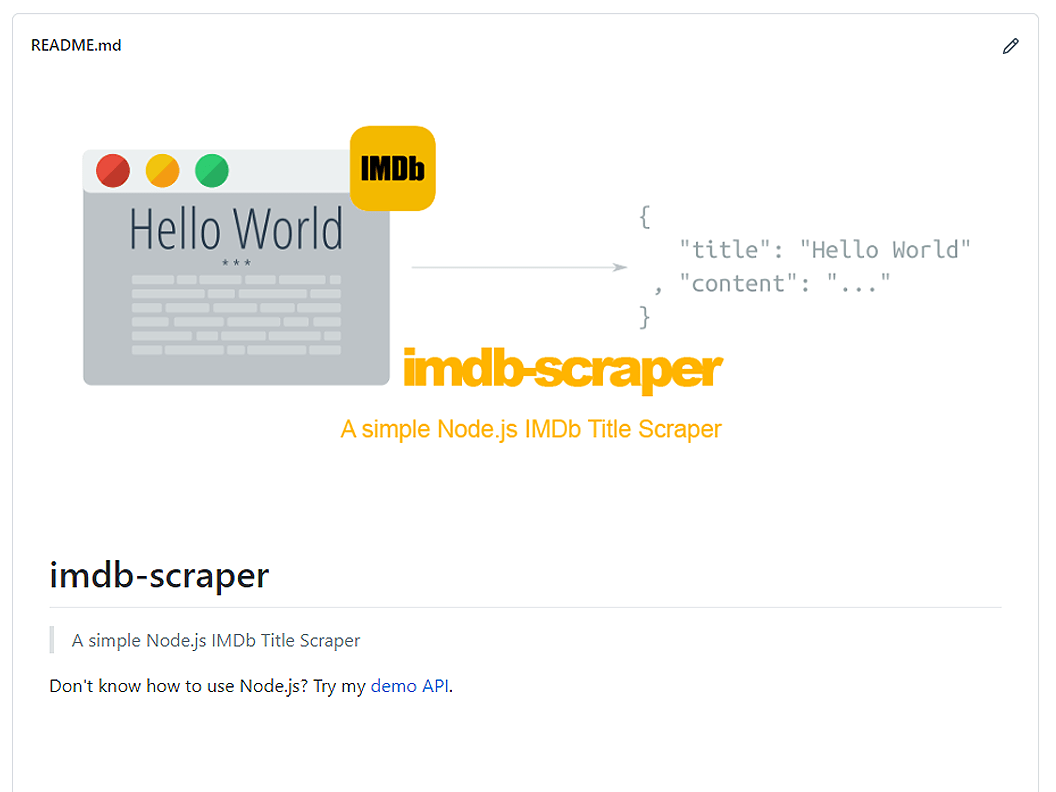 README.md
IMDb
Hello World
***
{
"title": "Hello World"
, "content": "..."
}
imdb-scraper
A simple Node.js IMDb Title Scraper
imdb-scraper
A simple Node.js IMDb Title Scraper
Don't know how to use Node.js? Try my demo API.